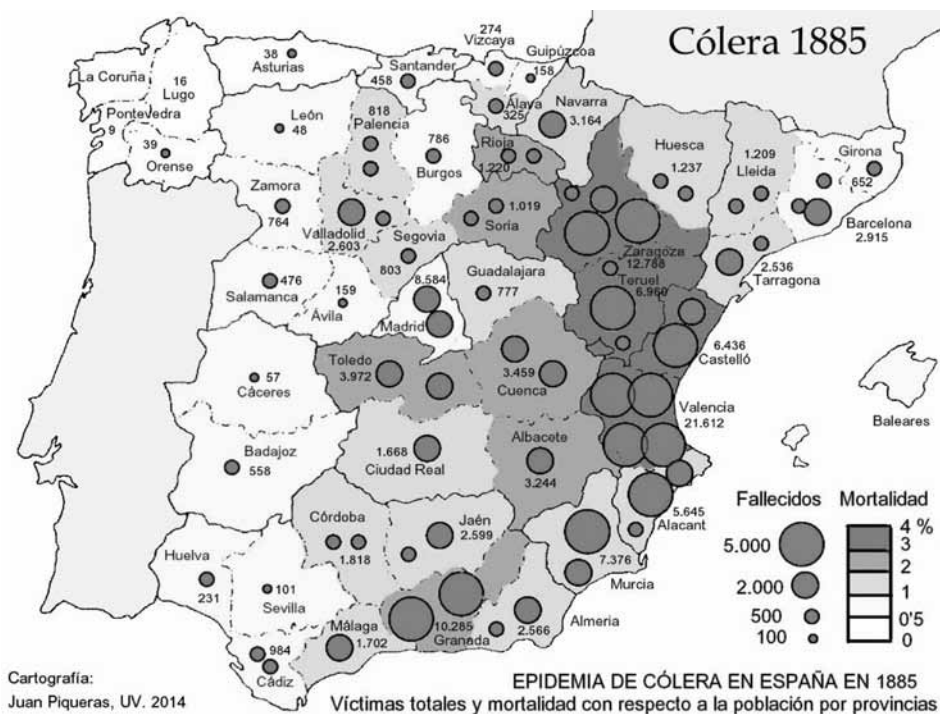 Cólera 1885
274
Vizcaya
Guipúzcoa
158
38
Asturias
Santander
458
La Coruña
16
Lugo
Pontevedra
9
39
Orense
León
48
818
Palencia
786
Burgos
Álava
325
Navarra
3.164
Rioja
1.220
Huesca
1.237
1.209
Lleida
Girona
652
Barcelona
2.915
Zamora
764
Valladolid
2.603
Segovia
803
1.019
Soria
Zaragoza
12.788
Teruel
6.960
2.536
Tarragona
476
Salamanca
159
Ávila
8.584
Madrid
Guadalajara
777
6.436
Castelló
Toledo
3.972
3.459
Cuenca
57
Cáceres
Valencia
21.612
Baleares
Badajoz
558
1.668
Ciudad Real
Albacete
3.244
5.645
Alacant
Córdoba
1.818
Jaén
2.599
7.376
Murcia
Huelva
231
101
Sevilla
Málaga
1.702
10.285
Granada
2.566
Almeria
984
Cádiz
Fallecidos
5.000
2.000
500
100
Mortalidad
4 %
3
2
1
0'5
0
Cartografía:
Juan Piqueras, UV. 2014
EPIDEMIA DE CÓLERA EN ESPAÑA EN 1885
Víctimas totales y mortalidad con respecto a la población por provincias